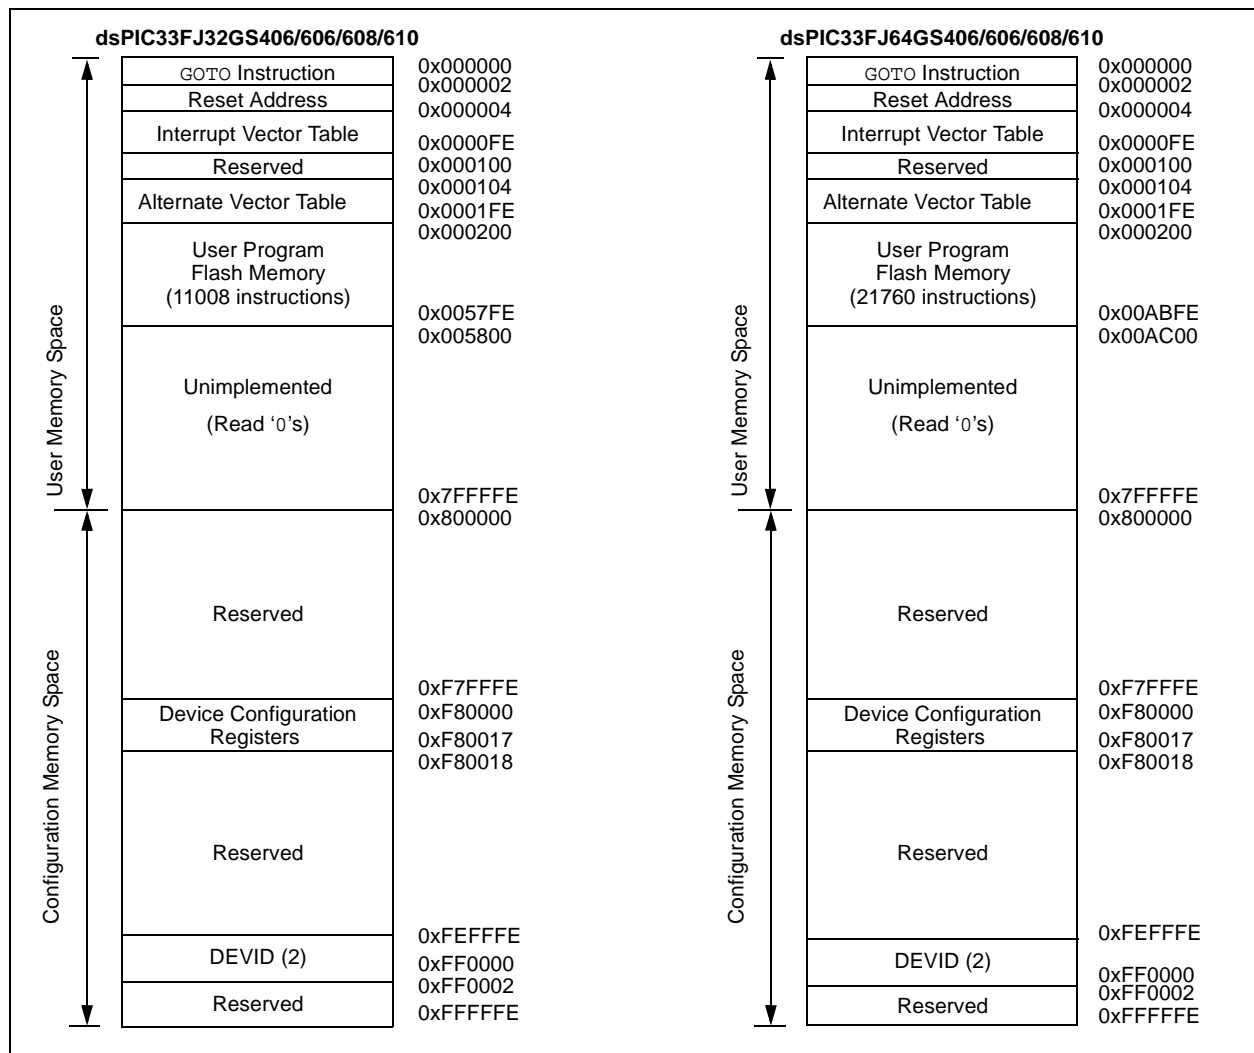 dsPIC33FJ32GS406/606/608/610
User Memory Space
Configuration Memory Space
GOTO Instruction
0x000000
0x000002
Reset Address
0x000004
Interrupt Vector Table
0x0000FE
Reserved
0x000100
0x000104
Alternate Vector Table
0x0001FE
0x000200
User Program
Flash Memory
(11008 instructions)
0x0057FE
0x005800
Unimplemented
(Read ‘0’s)
0x7FFFFE
0x800000
Reserved
0xF7FFFE
Device Configuration
Registers
0xF80000
0xF80017
0xF80018
Reserved
0xFEFFFE
DEVID (2)
0xFF0000
0xFF0002
Reserved
0xFFFFFE
dsPIC33FJ64GS406/606/608/610
User Memory Space
Configuration Memory Space
GOTO Instruction
0x000000
0x000002
Reset Address
0x000004
Interrupt Vector Table
0x0000FE
Reserved
0x000100
0x000104
Alternate Vector Table
0x0001FE
0x000200
User Program
Flash Memory
(21760 instructions)
0x00ABFE
0x00AC00
Unimplemented
(Read ‘0’s)
0x7FFFFE
0x800000
Reserved
0xF7FFFE
Device Configuration
Registers
0xF80000
0xF80017
0xF80018
Reserved
0xFEFFFE
DEVID (2)
0xFF0000
0xFF0002
Reserved
0xFFFFFE